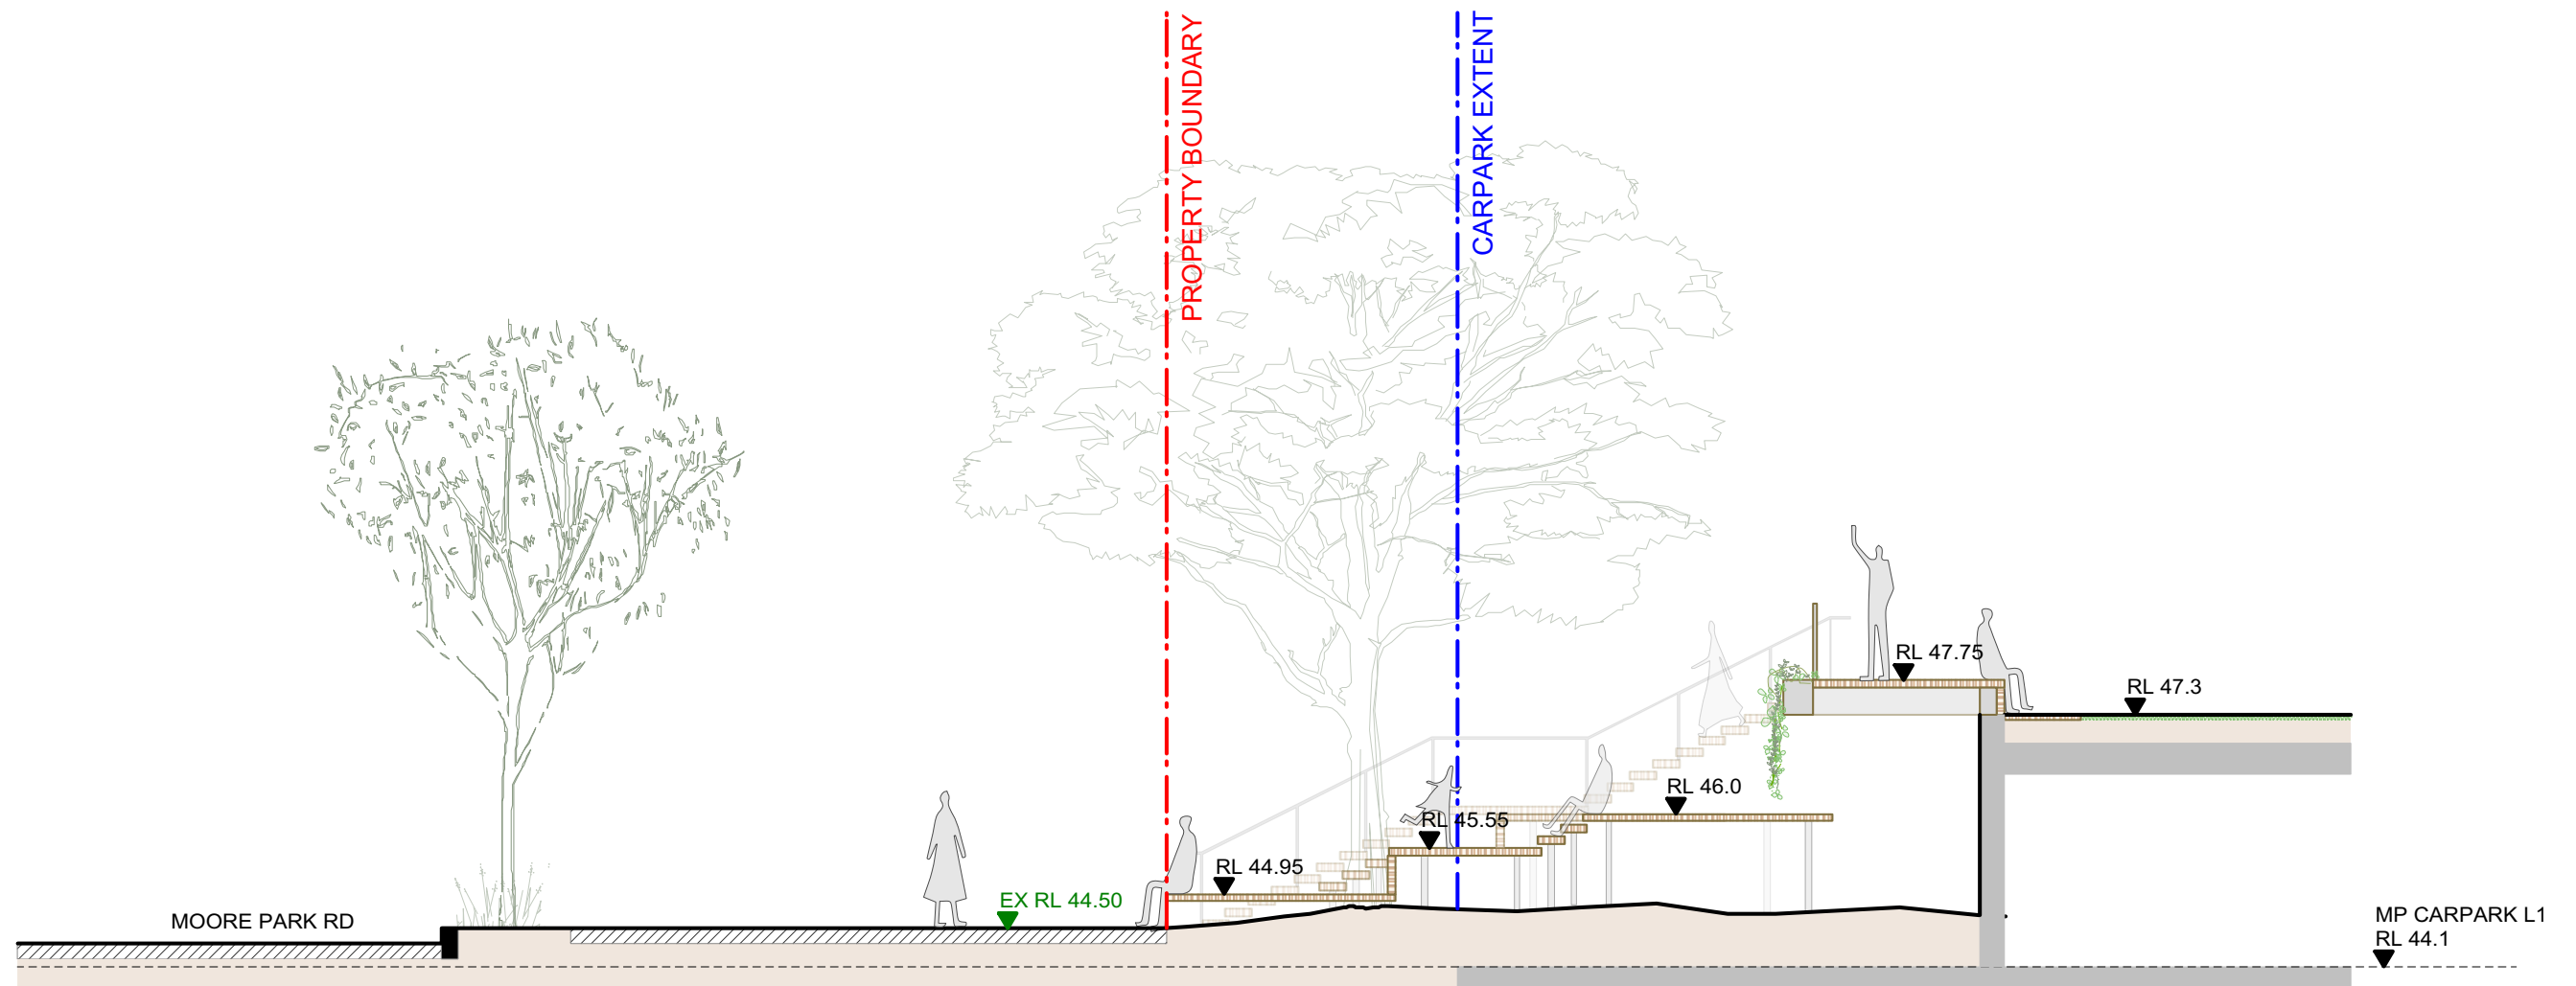 PROPERTY BOUNDARY
CARPARK EXTENT
RL 47.75
RL 47.3
RL 46.0
RL 45.55
RL 44.95
EX RL 44.50
MOORE PARK RD
MP CARPARK L1
RL 44.1